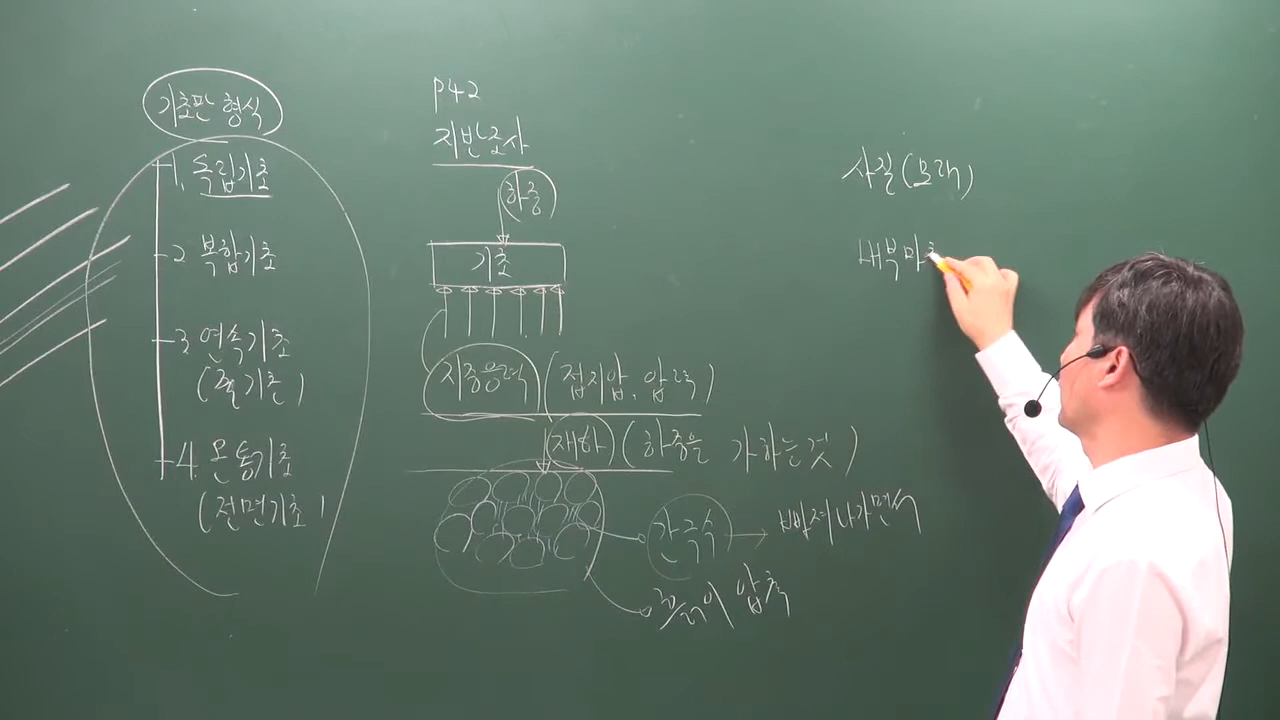 기초판 형식
1. 독립기초
2 복합기초
3. 연속기초
(줄기초)
4. 온통기초
(전면기초)
P42
지반조사
하중
기초
지중응력 (접지압, 압력)
재하 (하중을 가하는것)
간극수 → 빠져나가면서
흙이 압축
사질(모래)
내부마